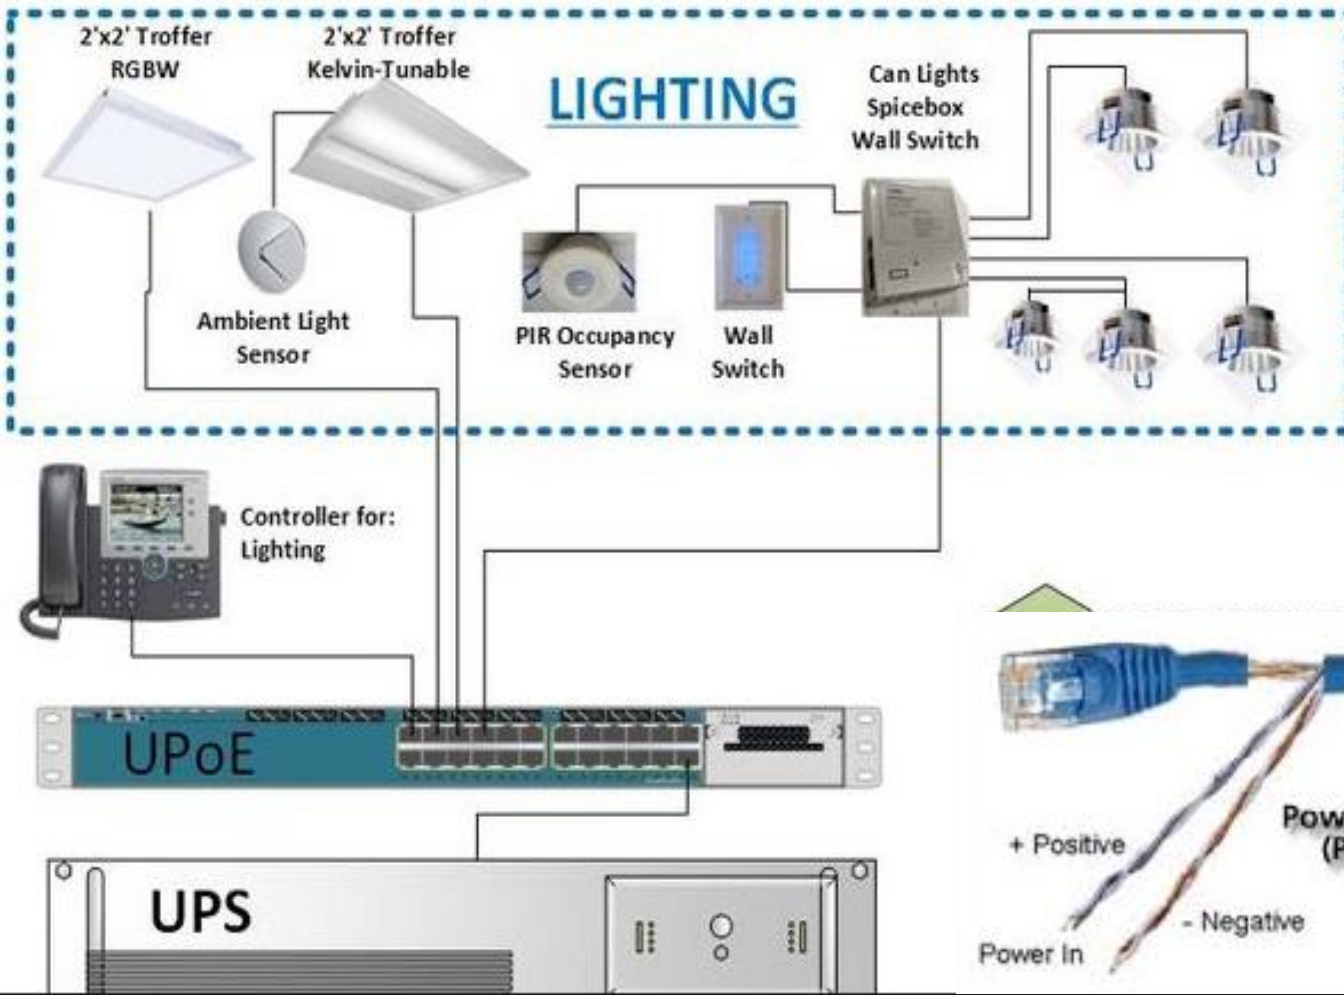 2'x2' Troffer
RGBW
2'x2' Troffer
Kelvin-Tunable
LIGHTING
Can Lights
Spicebox
Wall Switch
Ambient Light
Sensor
PIR Occupancy
Sensor
Wall
Switch
Controller for:
Lighting
UPoE
UPS
+ Positive
- Negative
Power In
Pow
(P